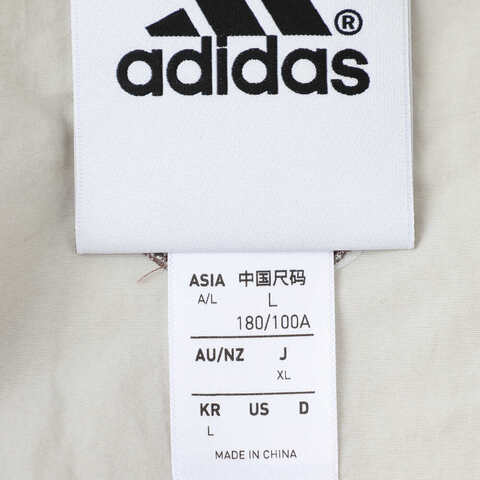 adidas®
ASIA 中国尺码
A/L L
180/100A
AU/NZ J
XL
KR US D
L
MADE IN CHINA